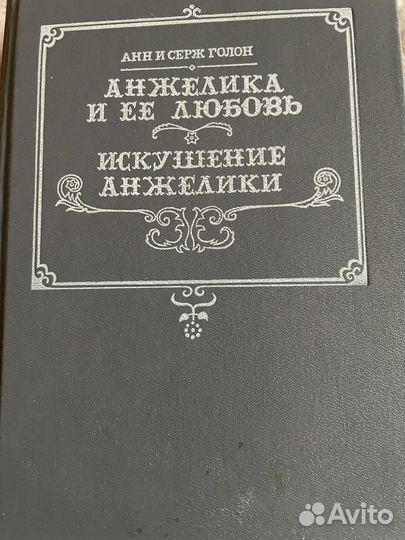 АНН И СЕРЖ ГОЛОН
АНЖЕЛИКА
И ЕЕ ЛЮБОВЬ
ИСКУШЕНИЕ
АНЖЕЛИКИ
Avito